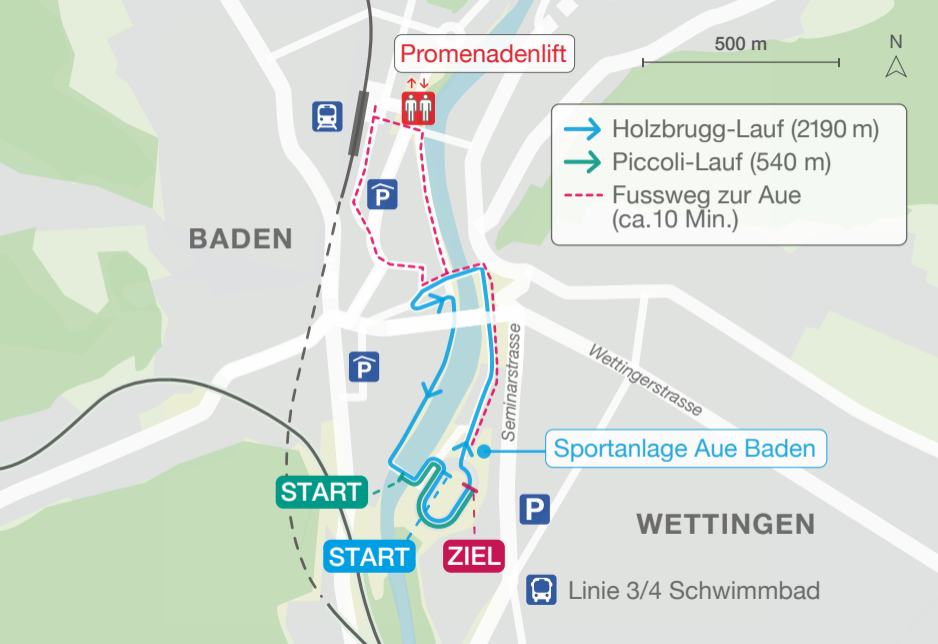 Promenadenlift
500 m
N
Holzbrugg-Lauf (2190 m)
Piccoli-Lauf (540 m)
Fussweg zur Aue
(ca.10 Min.)
P
BADEN
P
Seminarstrasse
Wettingerstrasse
Sportanlage Aue Baden
START
P
WETTINGEN
START
ZIEL
Linie 3/4 Schwimmbad